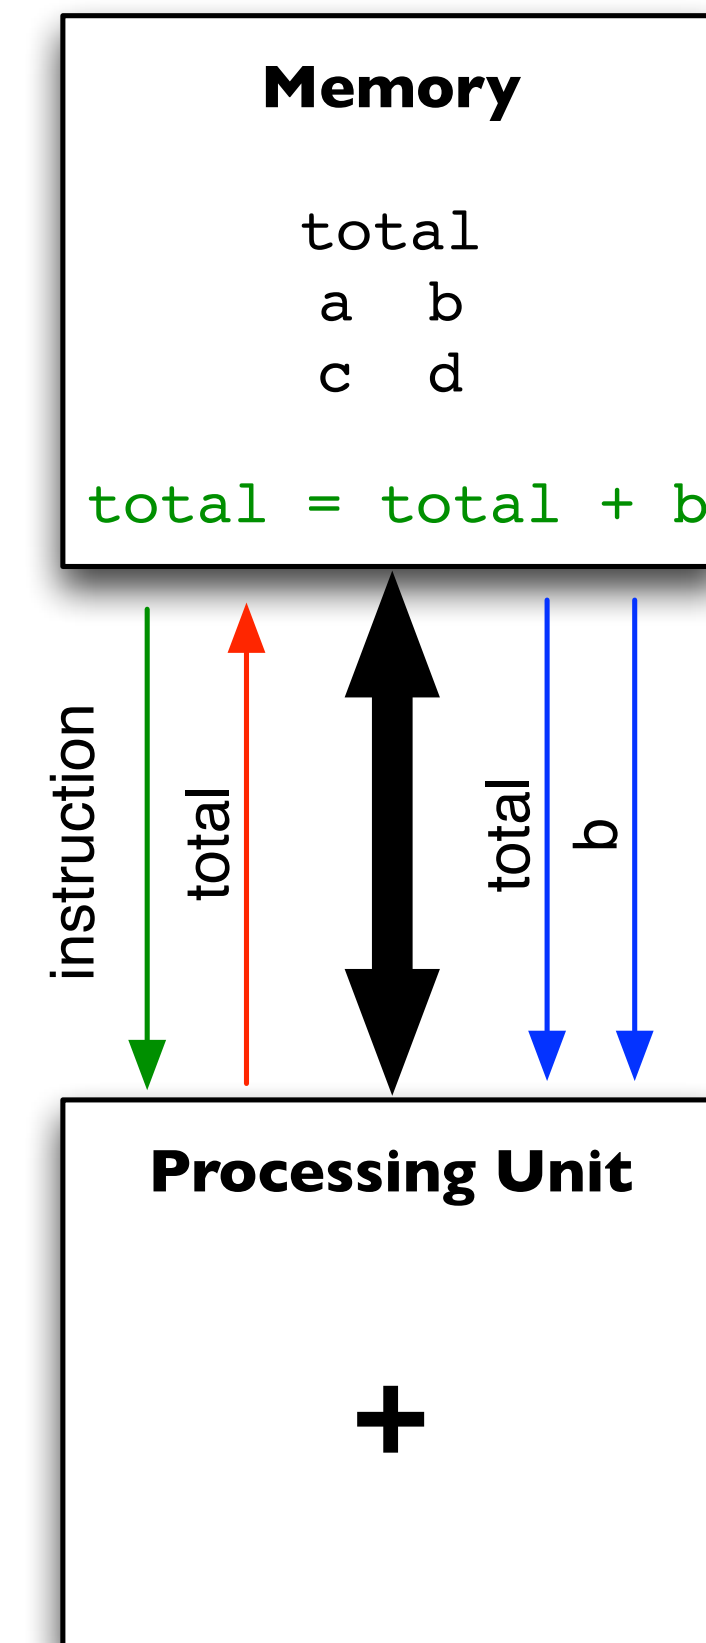 Memory
total
a b
c d
total = total + b
instruction
total
total
b
Processing Unit
+